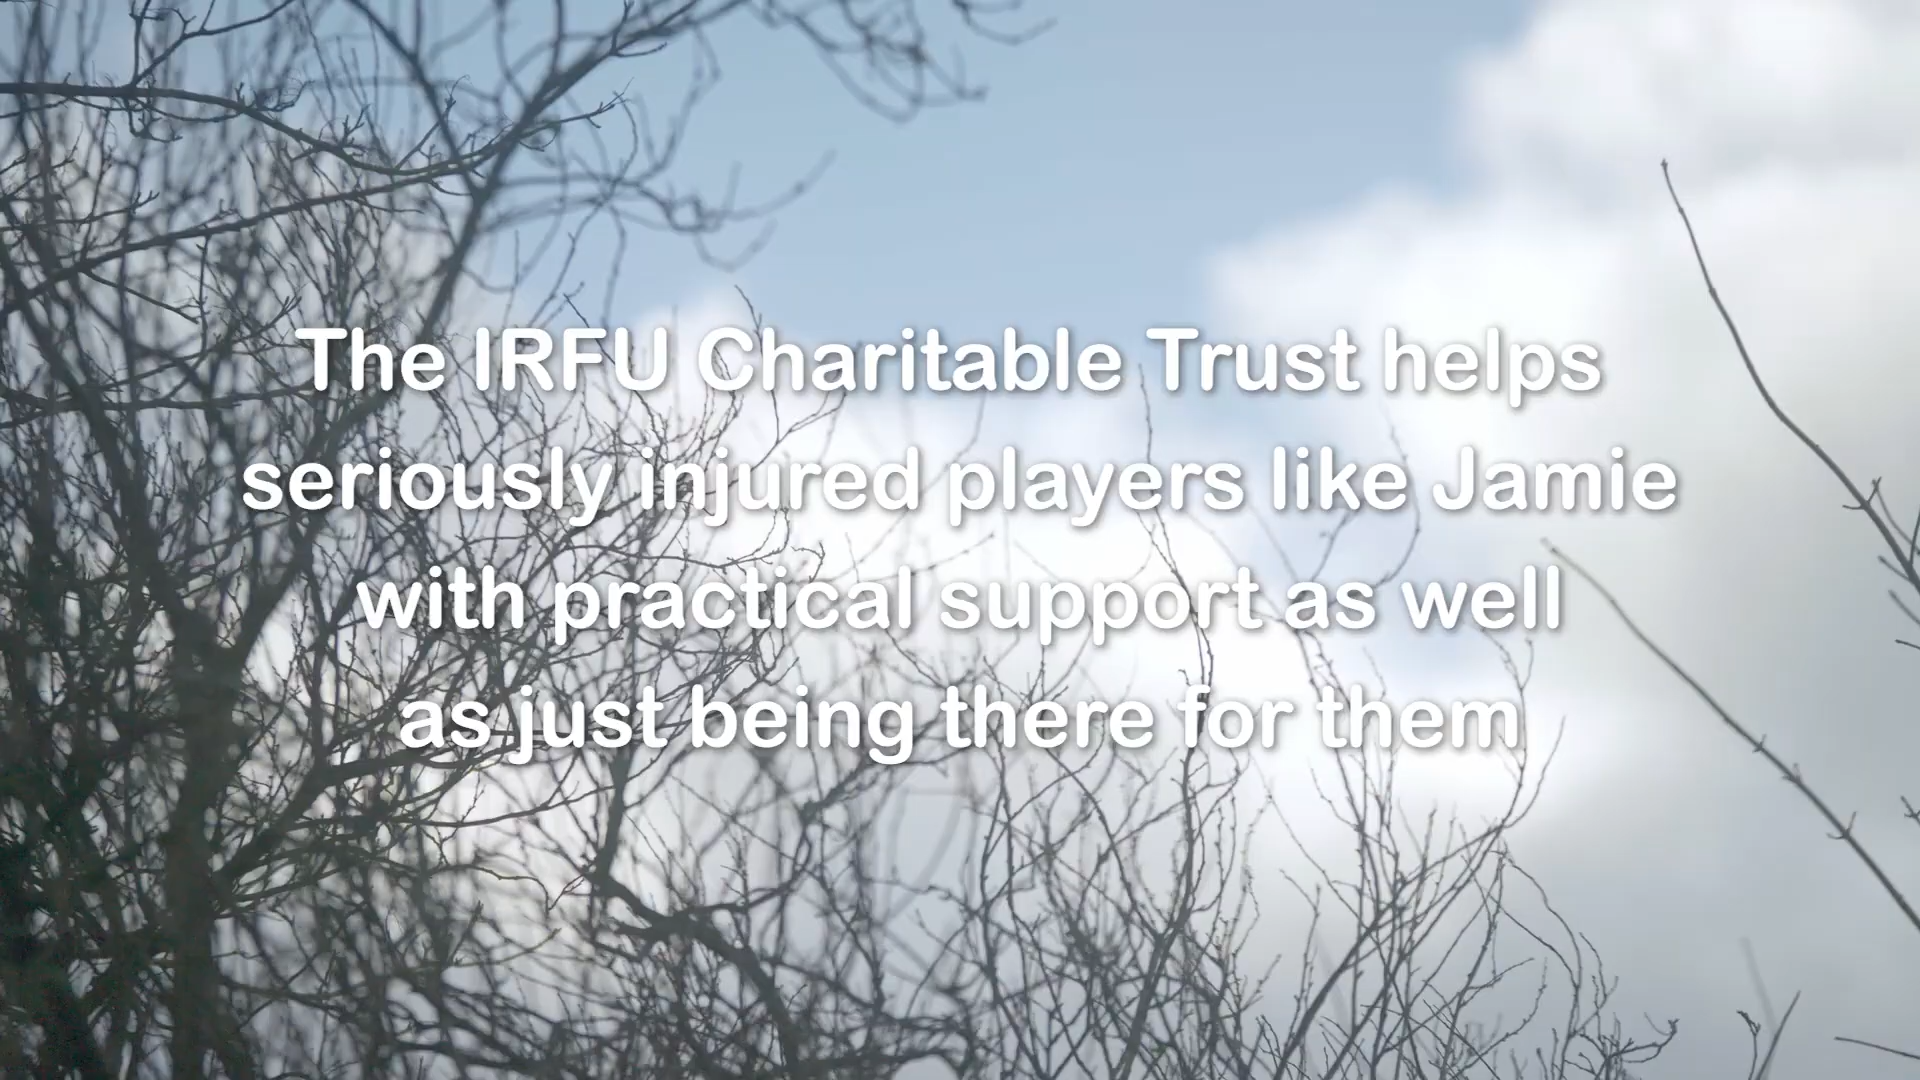 The IRFU Charitable Trust helps
seriously injured players like Jamie
with practical support as well
as just being there for them